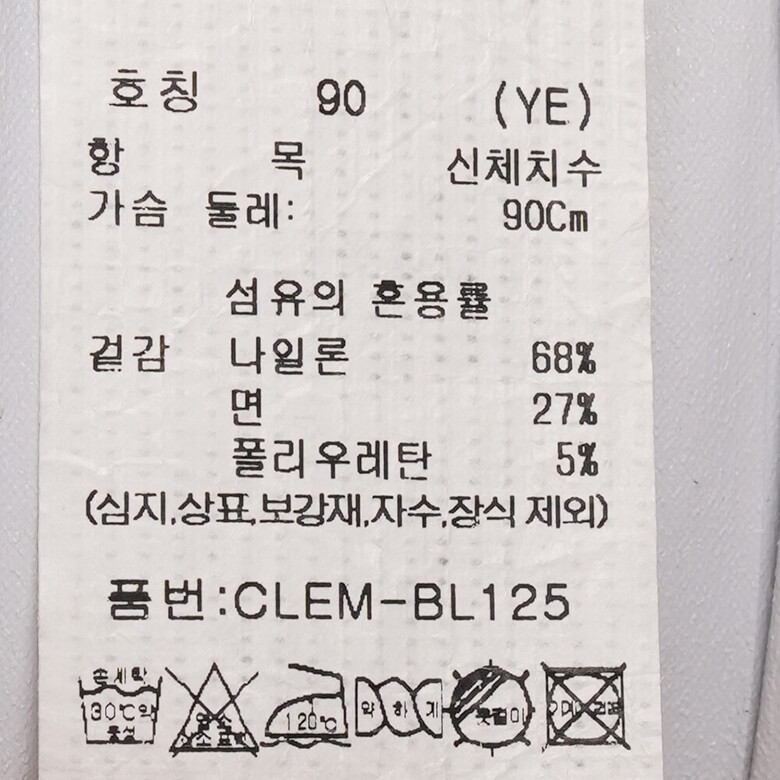 호칭 90 (YE)
항 목 신체치수
가슴 둘레: 90Cm
섬유의 혼용률
겉감 나일론 68%
면 27%
폴리우레탄 5%
(심지,상표,보강재,자수,장식 제외)
품번:CLEM-BL125
손세탁
30℃약 120℃ 약하게 옷걸이
중성